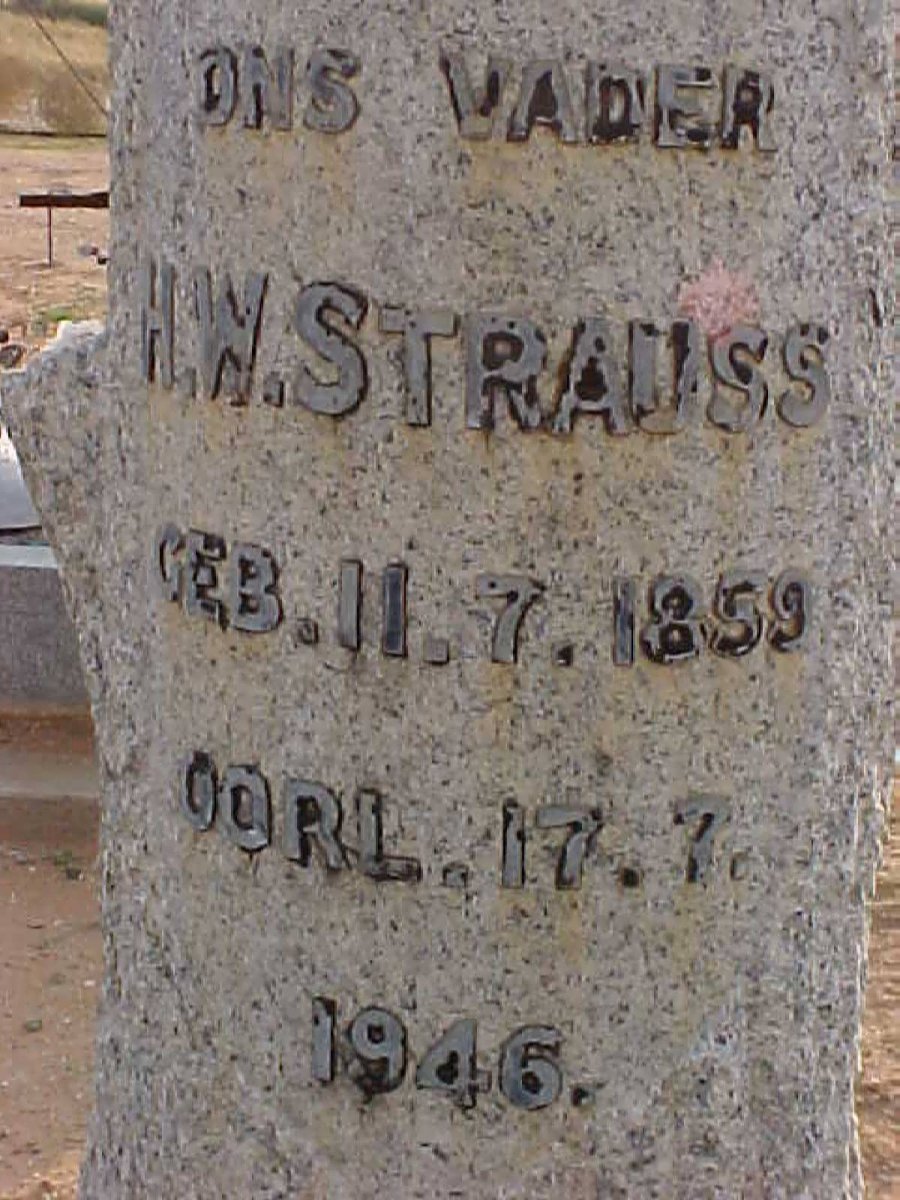 ONS VADER
H.W. STRAUSS
GEB. 11. 7. 1859
OORL. 17. 7.
1946.